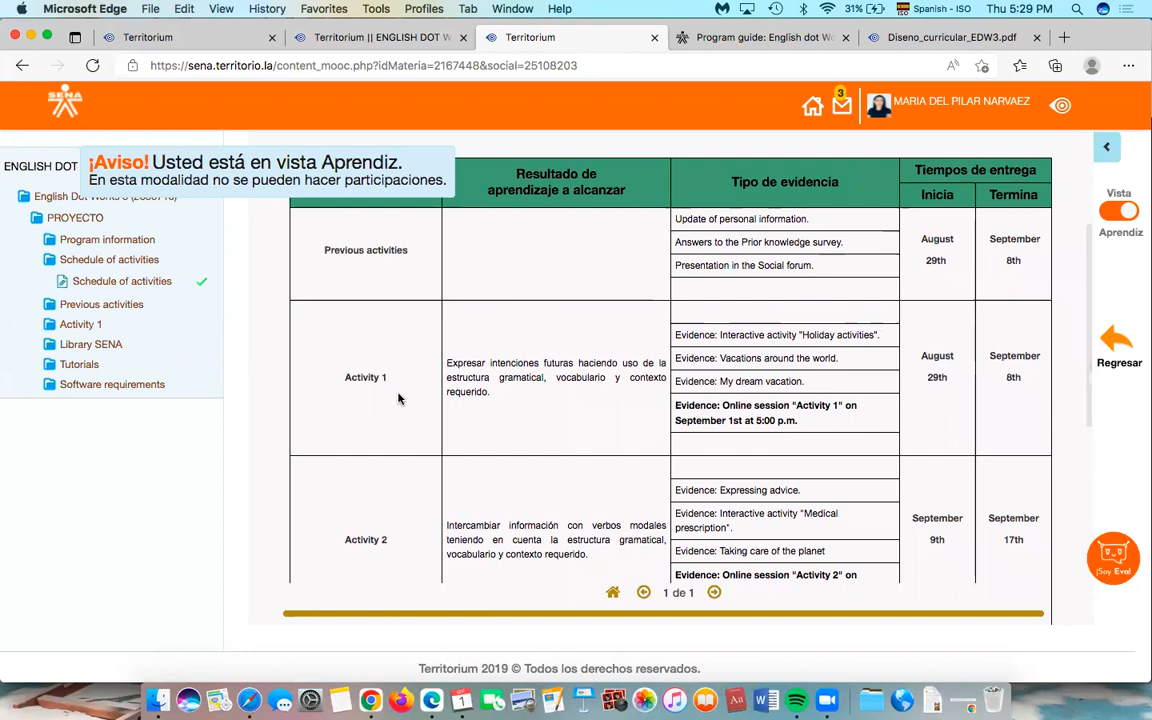 Microsoft Edge File Edit View History Favorites Tools Profiles Tab Window Help 31% Spanish - ISO Thu 5:29 PM
Territorium Territorium || ENGLISH DOT W Territorium Program guide: English dot Wo Diseno_curricular_EDW3.pdf
https://sena.territorio.la/content_mooc.php?idMateria=2167448&social=25108203
SENA
3
MARIA DEL PILAR NARVAEZ
ENGLISH DOT
¡Aviso! Usted está en vista Aprendiz.
En esta modalidad no se pueden hacer participaciones.
English Dot
PROYECTO
Program information
Schedule of activities
Schedule of activities
Previous activities
Activity 1
Library SENA
Tutorials
Software requirements
Resultado de
aprendizaje a alcanzar
Tipo de evidencia
Tiempos de entrega
Inicia Termina
Previous activities
Update of personal information.
Answers to the Prior knowledge survey.
Presentation in the Social forum.
August
29th
September
8th
Activity 1
Expresar intenciones futuras haciendo uso de la
estructura gramatical, vocabulario y contexto
requerido.
Evidence: Interactive activity "Holiday activities".
Evidence: Vacations around the world.
Evidence: My dream vacation.
Evidence: Online session "Activity 1" on
September 1st at 5:00 p.m.
August
29th
September
8th
Activity 2
Intercambiar información con verbos modales
teniendo en cuenta la estructura gramatical,
vocabulario y contexto requerido.
Evidence: Expressing advice.
Evidence: Interactive activity "Medical
prescription".
Evidence: Taking care of the planet
Evidence: Online session "Activity 2" on
September
9th
September
17th
1 de 1
Vista
Aprendiz
Regresar
¡Soy Eva!
Territorium 2019 © Todos los derechos reservados.